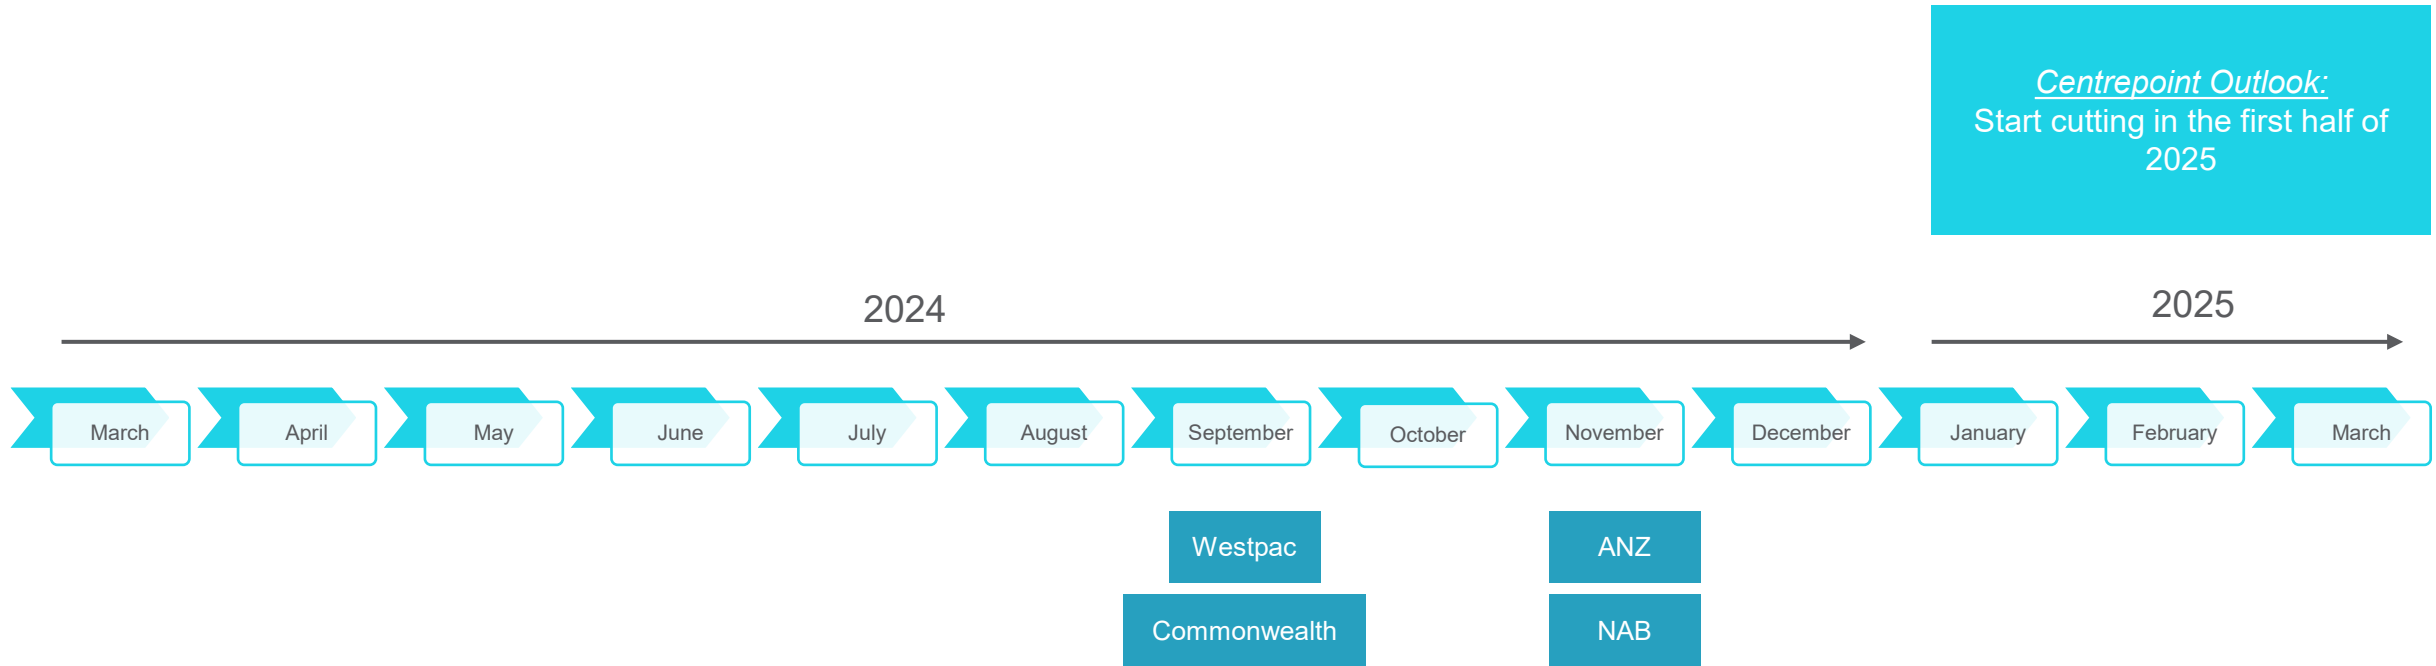 Centrepoint Outlook:
Start cutting in the first half of
2025
2024
2025
March
April
May
June
July
August
September
October
November
December
January
February
March
Westpac
ANZ
Commonwealth
NAB